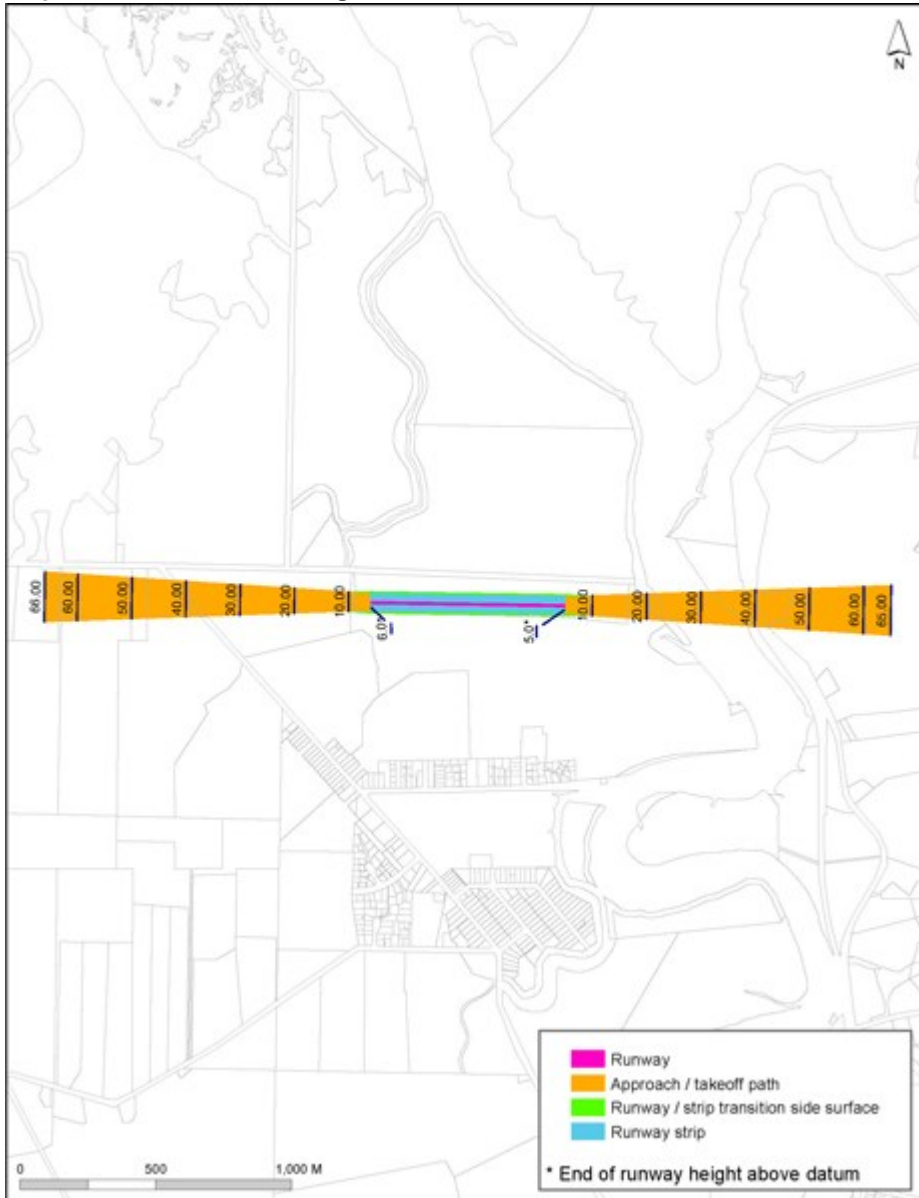 N
66.00
60.00
50.00
40.00
30.00
20.00
10.00
6.0*
5.0*
10.00
20.00
30.00
40.00
50.00
60.00
65.00
Runway
Approach / takeoff path
Runway / strip transition side surface
Runway strip
* End of runway height above datum
0 500 1,000 M